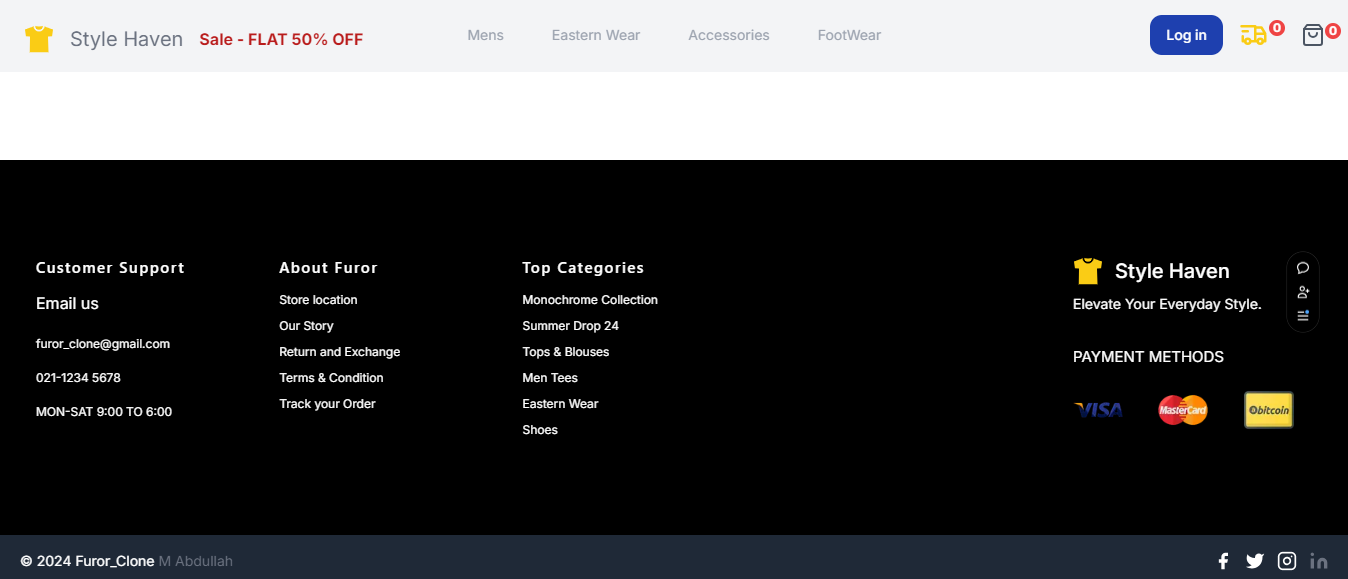 Style Haven
Sale - FLAT 50% OFF
Mens
Eastern Wear
Accessories
FootWear
Log in
0
0
Customer Support
Email us
furor_clone@gmail.com
021-1234 5678
MON-SAT 9:00 TO 6:00
About Furor
Store location
Our Story
Return and Exchange
Terms & Condition
Track your Order
Top Categories
Monochrome Collection
Summer Drop 24
Tops & Blouses
Men Tees
Eastern Wear
Shoes
Style Haven
Elevate Your Everyday Style.
PAYMENT METHODS
VISA
MasterCard
bitcoin
© 2024 Furor_Clone M Abdullah